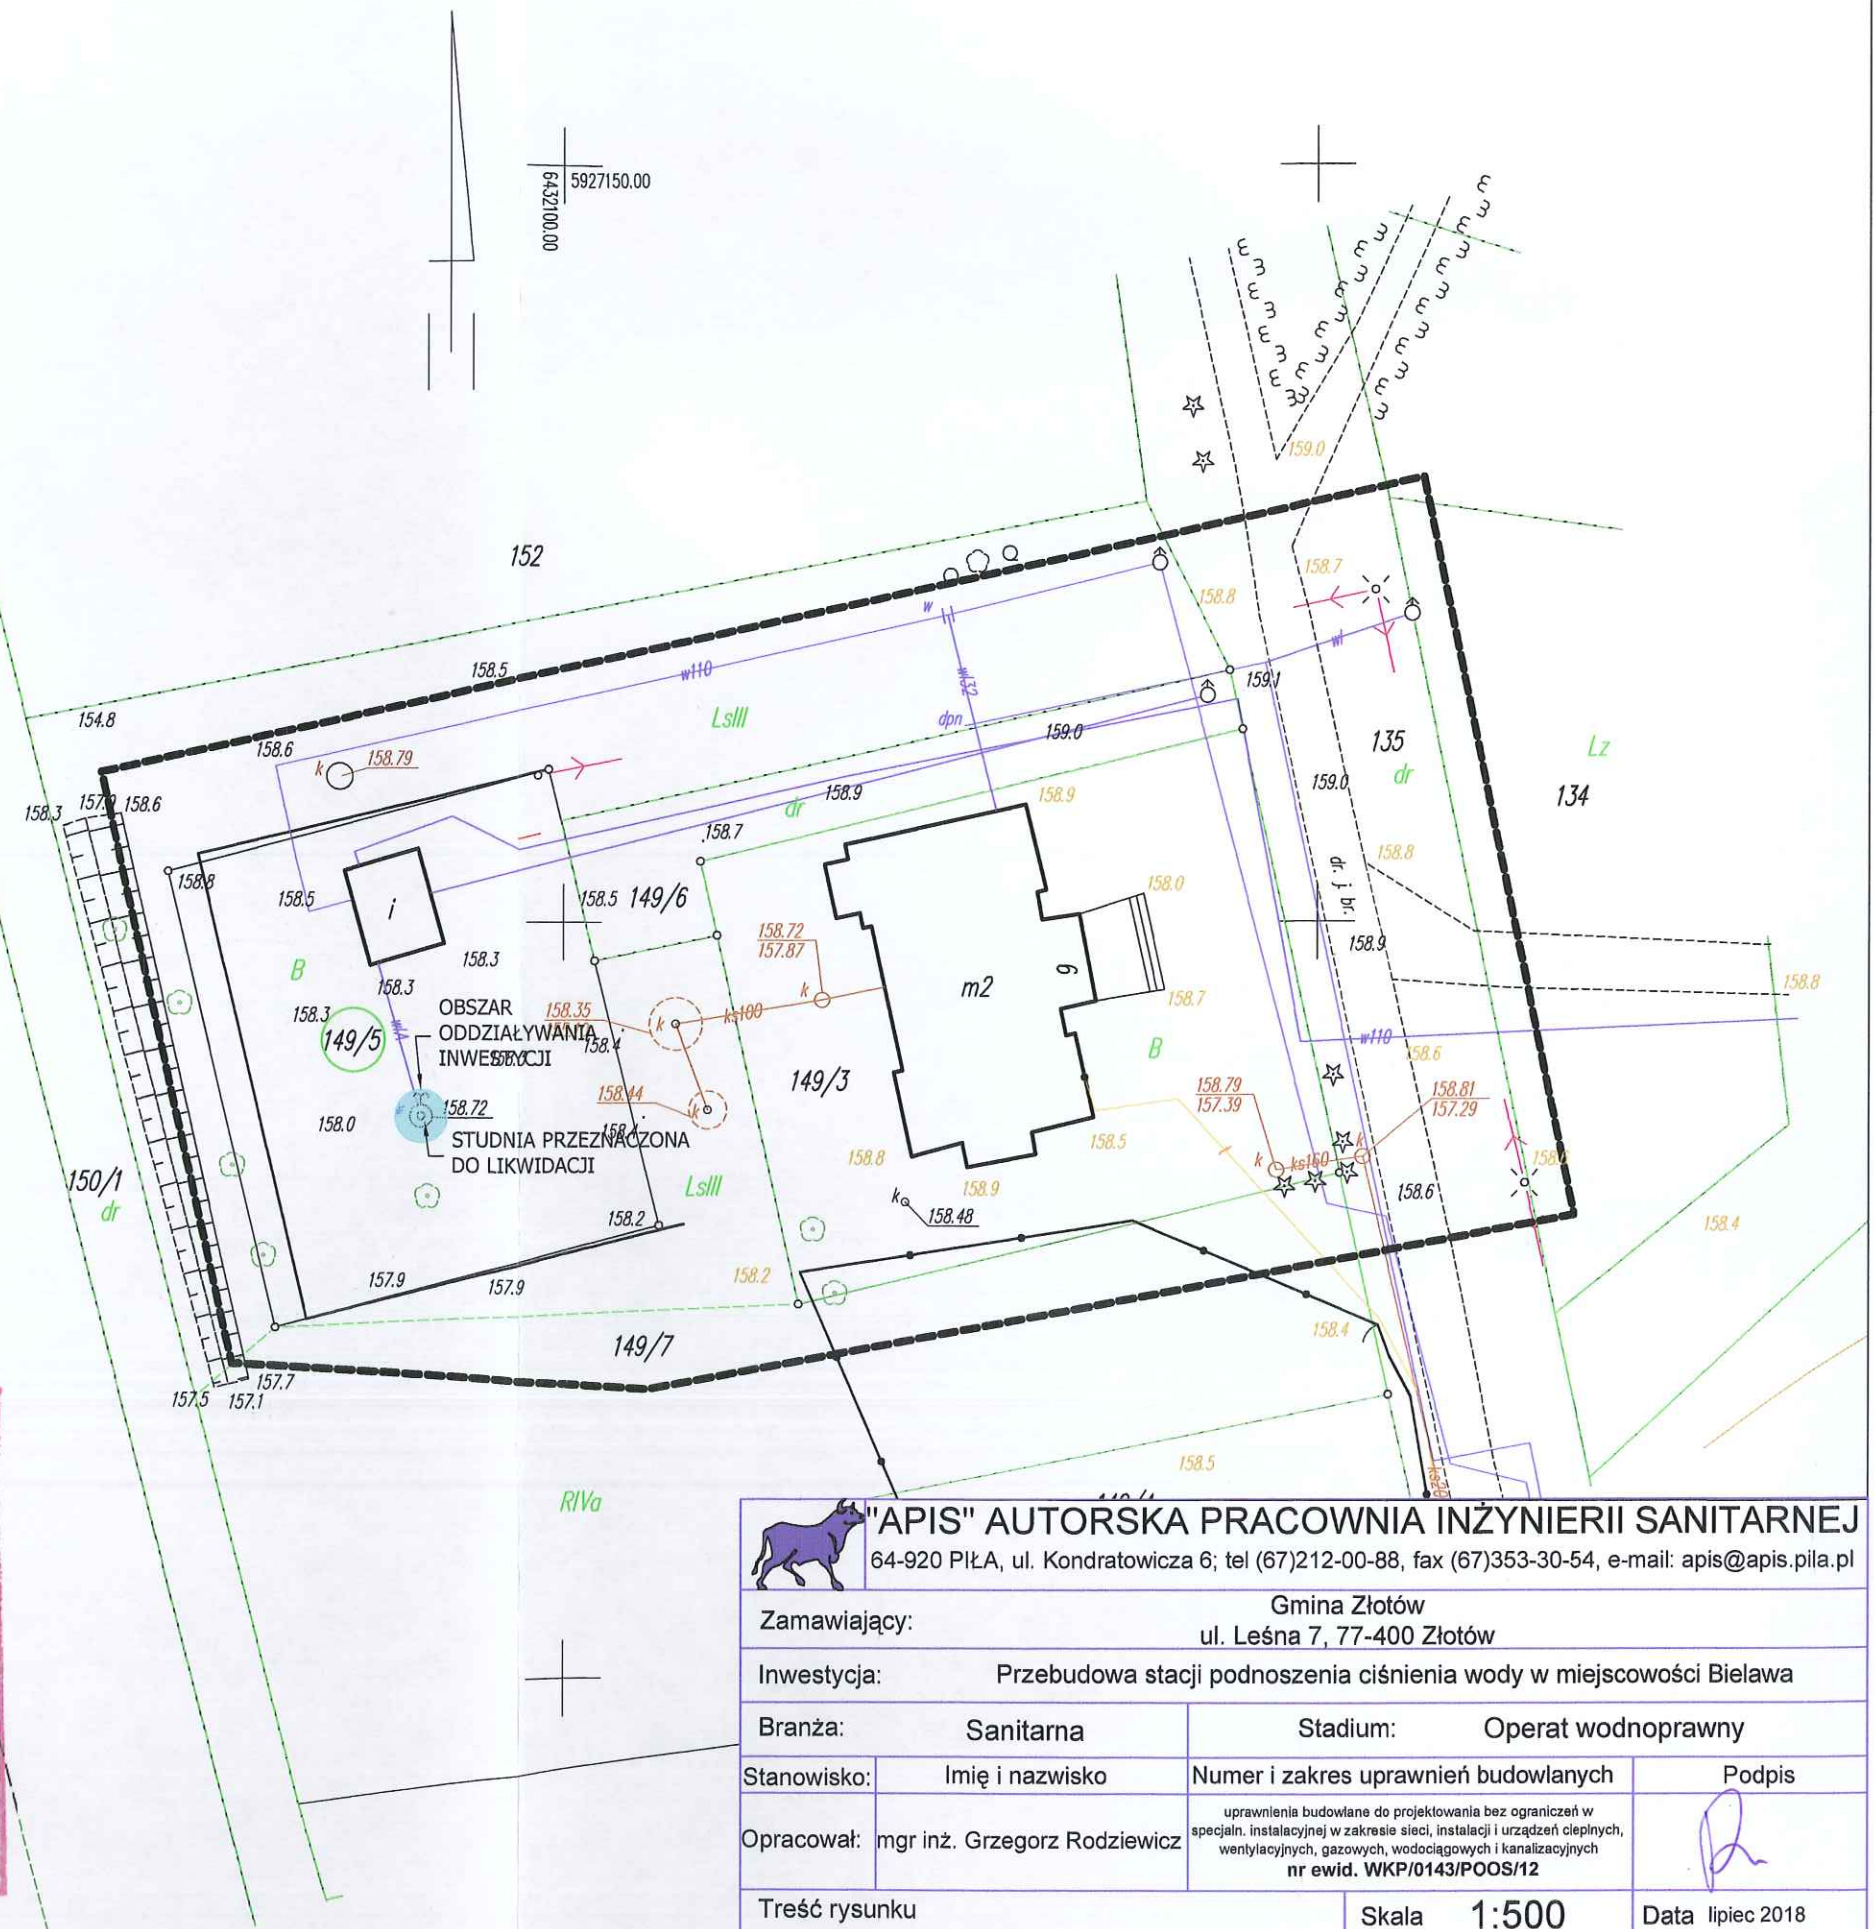 6432100.00
5927150.00
159.0
152
158.7
158.8
w
158.5
w110
wl32
wl
159.1
154.8
LsIII
dpn
159.0
135
Lz
158.6
k
158.79
dr
159.0
134
158.3
158.6
158.9
dr
158.9
158.7
158.8
158.8
158.5
i
158.5
149/6
158.0
dr. j br.
158.72
157.87
158.9
B
158.3
m2
9
k
158.3
158.7
158.8
OBSZAR
ODDZIAŁYWANIA
INWESTYCJI
158.35
k
ks100
158.3
149/5
158.4
w110
158.6
B
149/3
158.79
157.39
158.81
157.29
158.44
k
158.72
158.0
STUDNIA PRZEZNACZONA
DO LIKWIDACJI
158.5
k
k
ks160
158.8
150/1
dr
LsIII
158.9
k
158.48
158.6
158.2
158.4
157.9
157.9
158.2
149/7
158.4
157.5
157.7
157.1
158.5
RIVa
"APIS" AUTORSKA PRACOWNIA INŻYNIERII SANITARNEJ
64-920 PIŁA, ul. Kondratowicza 6; tel (67)212-00-88, fax (67)353-30-54, e-mail: apis@apis.pila.pl
Zamawiający:
Gmina Złotów
ul. Leśna 7, 77-400 Złotów
Inwestycja: Przebudowa stacji podnoszenia ciśnienia wody w miejscowości Bielawa
Branża: Sanitarna Stadium: Operat wodnoprawny
Stanowisko: Imię i nazwisko Numer i zakres uprawnień budowlanych Podpis
Opracował: mgr inż. Grzegorz Rodziewicz
uprawnienia budowlane do projektowania bez ograniczeń w
specjaln. instalacyjnej w zakresie sieci, instalacji i urządzeń cieplnych,
wentylacyjnych, gazowych, wodociągowych i kanalizacyjnych
nr ewid. WKP/0143/POOS/12
Treść rysunku Skala 1:500 Data lipiec 2018